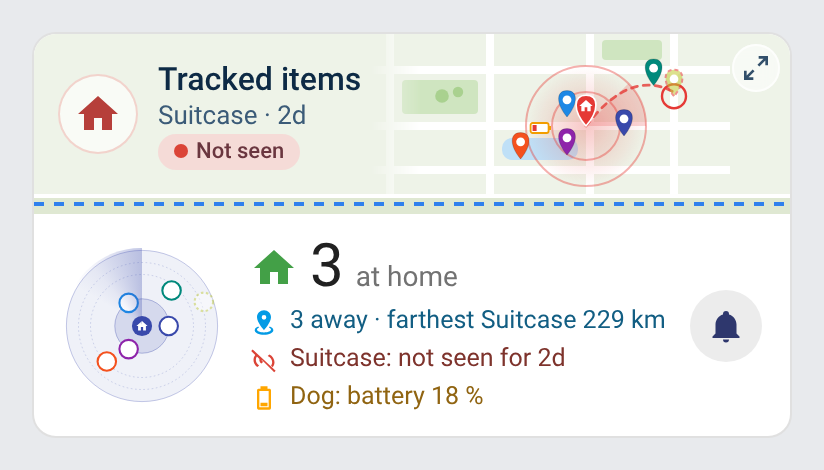 Tracked items
Suitcase · 2d
Not seen
3 at home
3 away · farthest Suitcase 229 km
Suitcase: not seen for 2d
Dog: battery 18 %